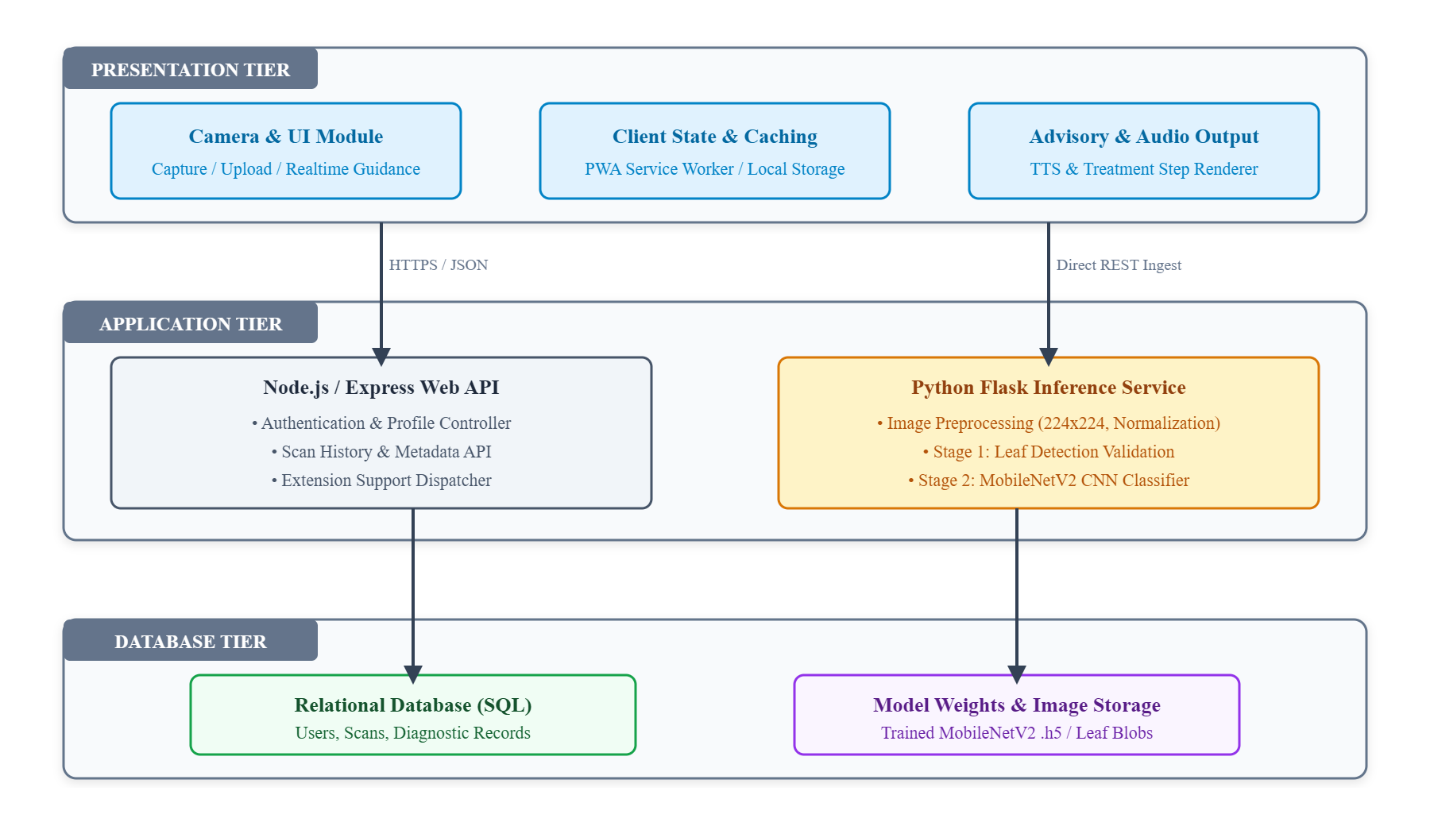 PRESENTATION TIER
Camera & UI Module
Capture / Upload / Realtime Guidance
Client State & Caching
PWA Service Worker / Local Storage
Advisory & Audio Output
TTS & Treatment Step Renderer
HTTPS / JSON
Direct REST Ingest
APPLICATION TIER
Node.js / Express Web API
• Authentication & Profile Controller
• Scan History & Metadata API
• Extension Support Dispatcher
Python Flask Inference Service
• Image Preprocessing (224x224, Normalization)
• Stage 1: Leaf Detection Validation
• Stage 2: MobileNetV2 CNN Classifier
DATABASE TIER
Relational Database (SQL)
Users, Scans, Diagnostic Records
Model Weights & Image Storage
Trained MobileNetV2 .h5 / Leaf Blobs